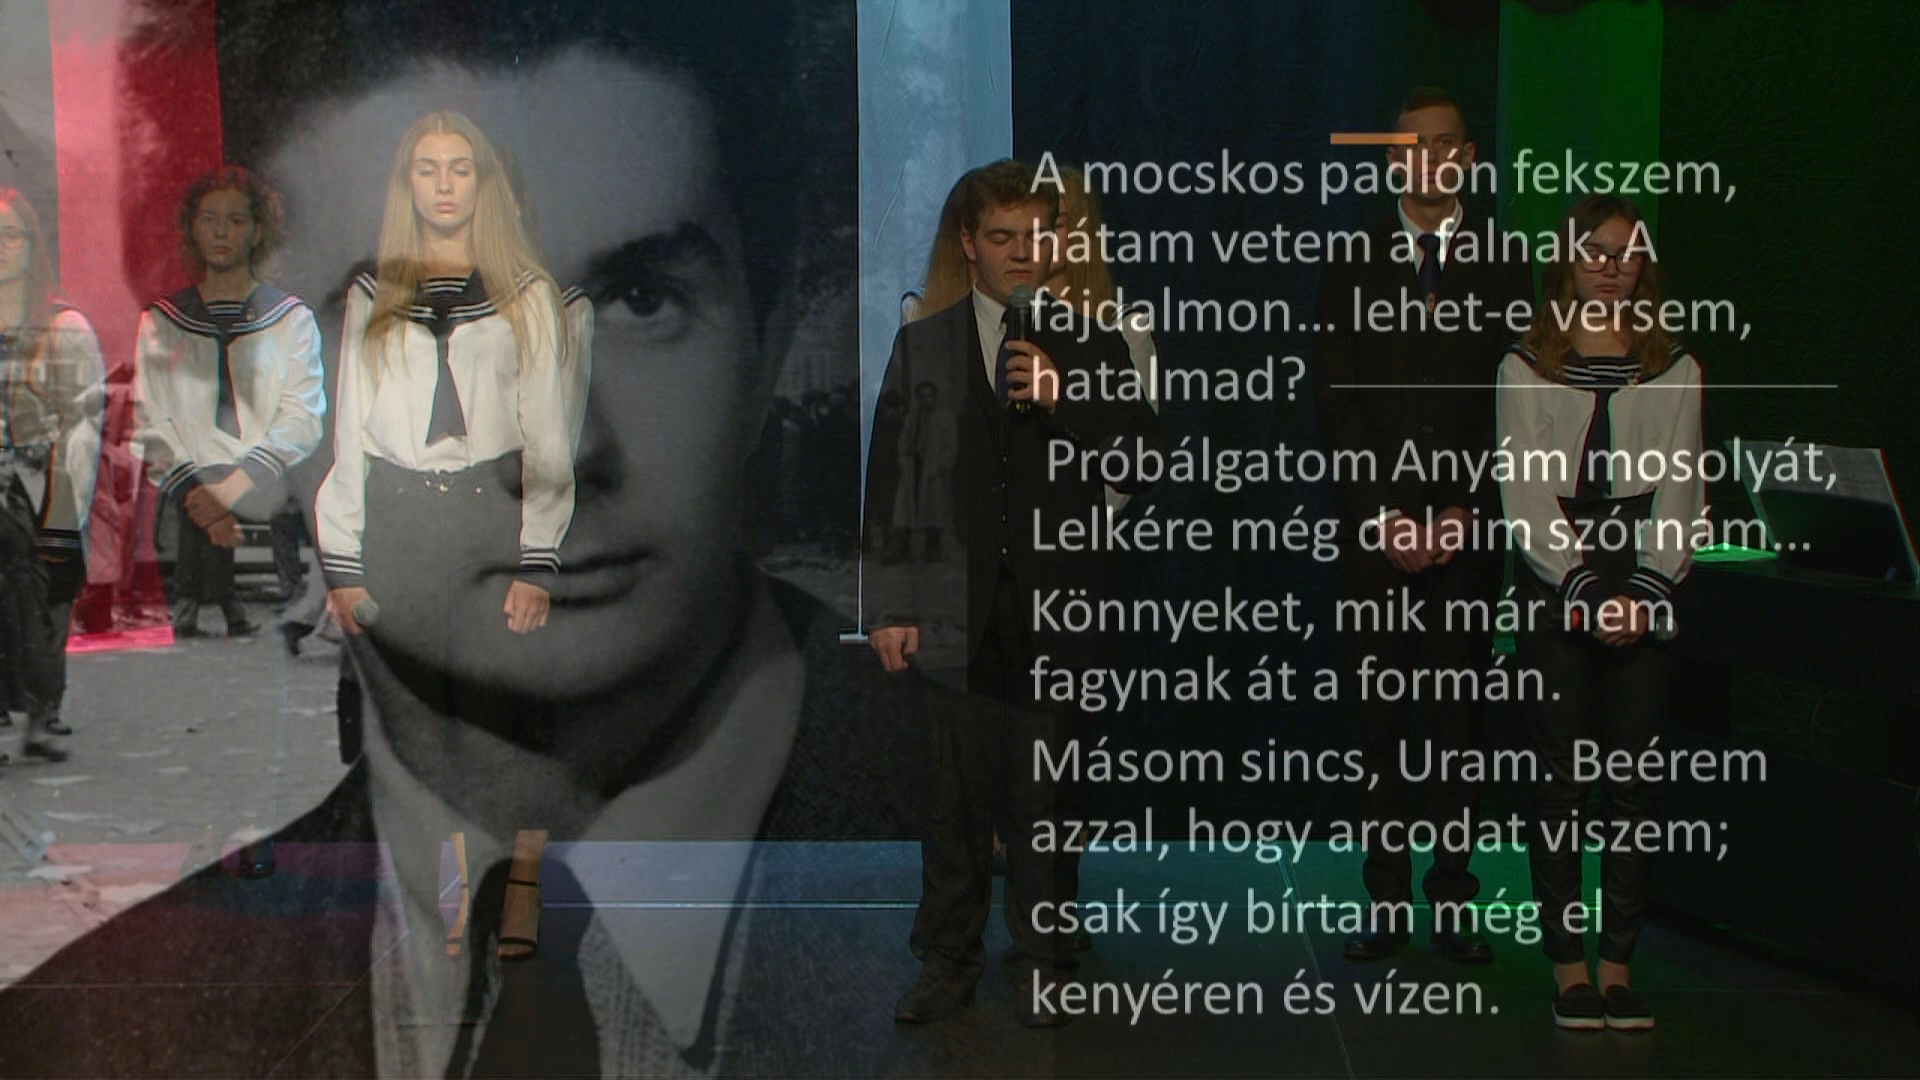 A mocskos padlón fekszem,
hátam vetem a falnak. A
fájdalmon... lehet-e versem,
hatalmad?
Próbálgatom Anyám mosolyát,
Lelkére még dalaim szórnám...
Könnyeket, mik már nem
fagynak át a formán.
Másom sincs, Uram. Beérem
azzal, hogy arcodat viszem;
csak így bírtam még el
kenyéren és vízen.